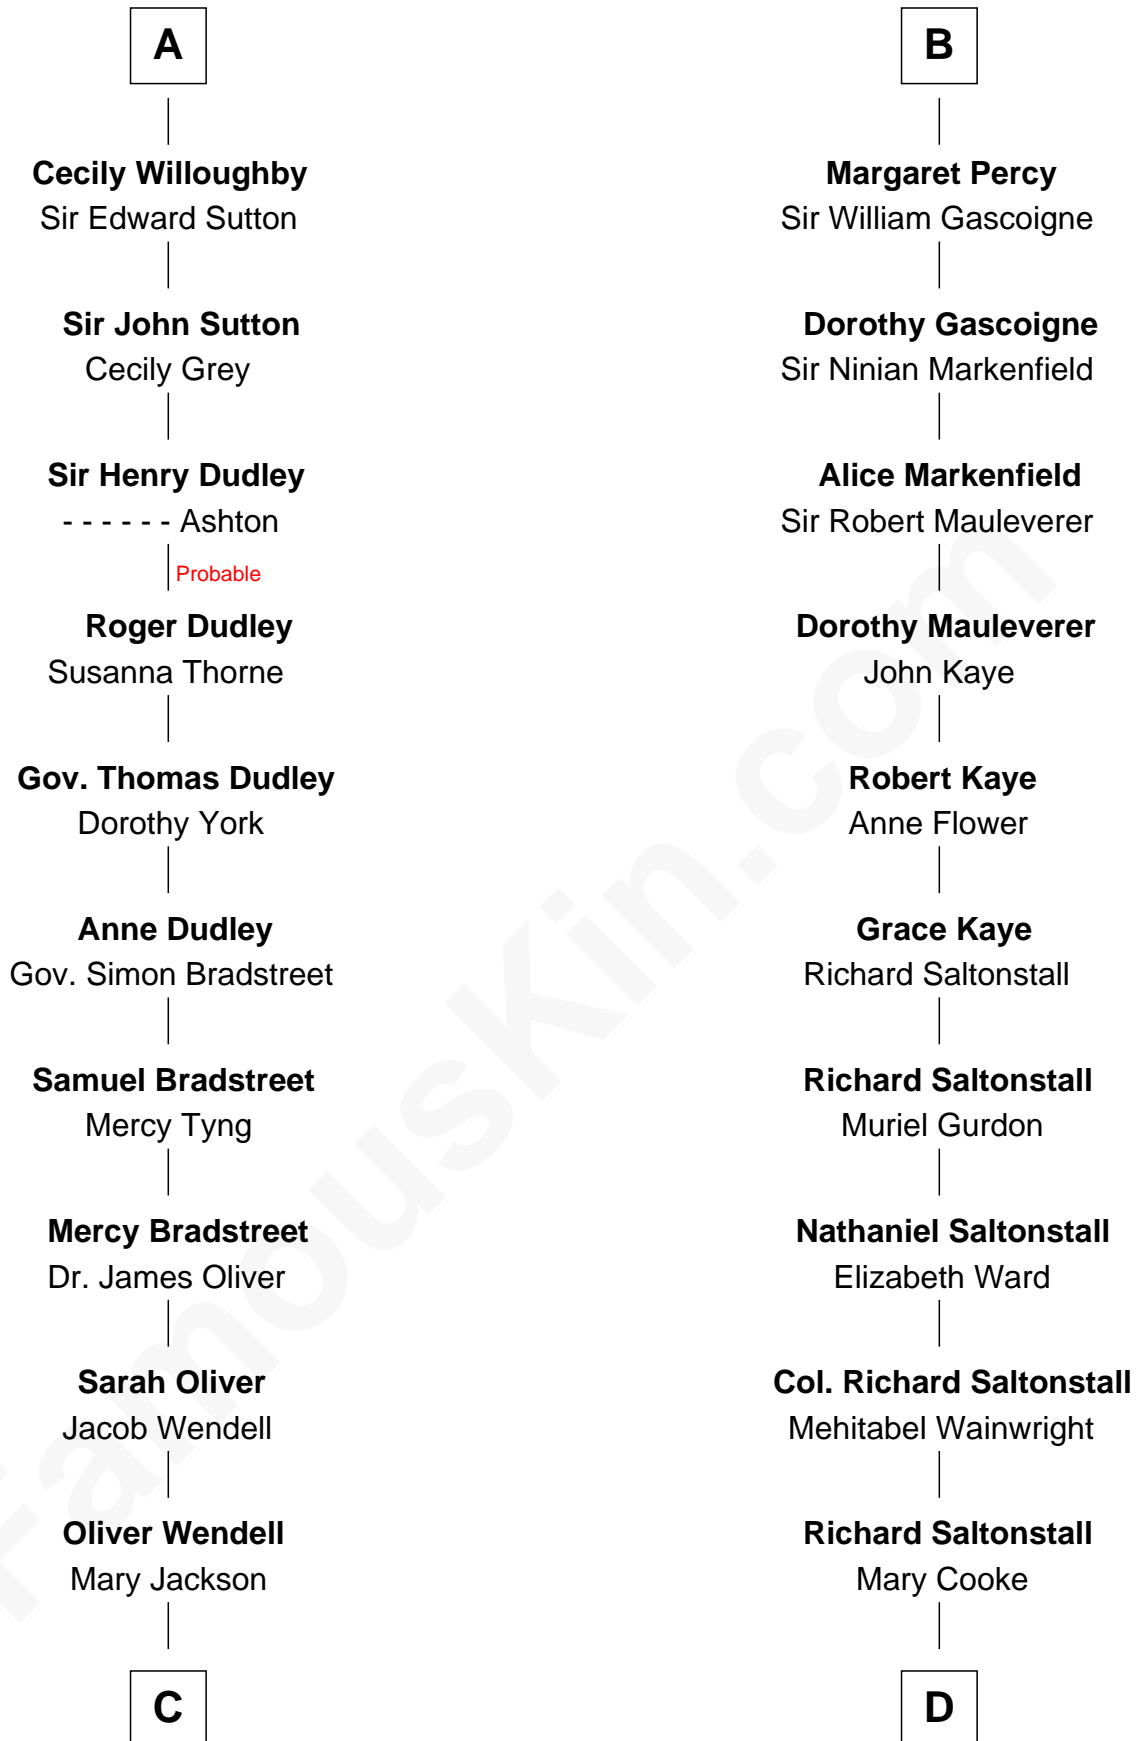 A
Cecily Willoughby
Sir Edward Sutton
Sir John Sutton
Cecily Grey
Sir Henry Dudley
- - - - - - Ashton
Probable
Roger Dudley
Susanna Thorne
Gov. Thomas Dudley
Dorothy York
Anne Dudley
Gov. Simon Bradstreet
Samuel Bradstreet
Mercy Tyng
Mercy Bradstreet
Dr. James Oliver
Sarah Oliver
Jacob Wendell
Oliver Wendell
Mary Jackson
C
B
Margaret Percy
Sir William Gascoigne
Dorothy Gascoigne
Sir Ninian Markenfield
Alice Markenfield
Sir Robert Mauleverer
Dorothy Mauleverer
John Kaye
Robert Kaye
Anne Flower
Grace Kaye
Richard Saltonstall
Richard Saltonstall
Muriel Gurdon
Nathaniel Saltonstall
Elizabeth Ward
Col. Richard Saltonstall
Mehitabel Wainwright
Richard Saltonstall
Mary Cooke
D
FamousKin.com